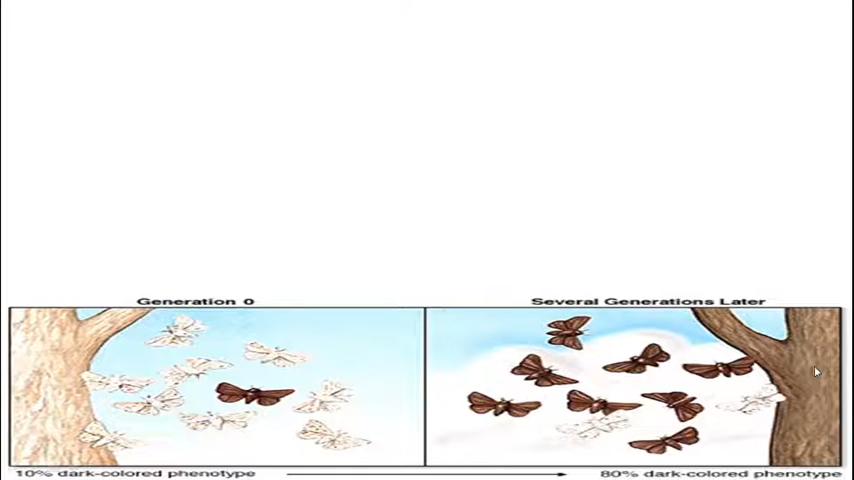 Generation 0
Several Generations Later
10% dark-colored phenotype
80% dark-colored phenotype